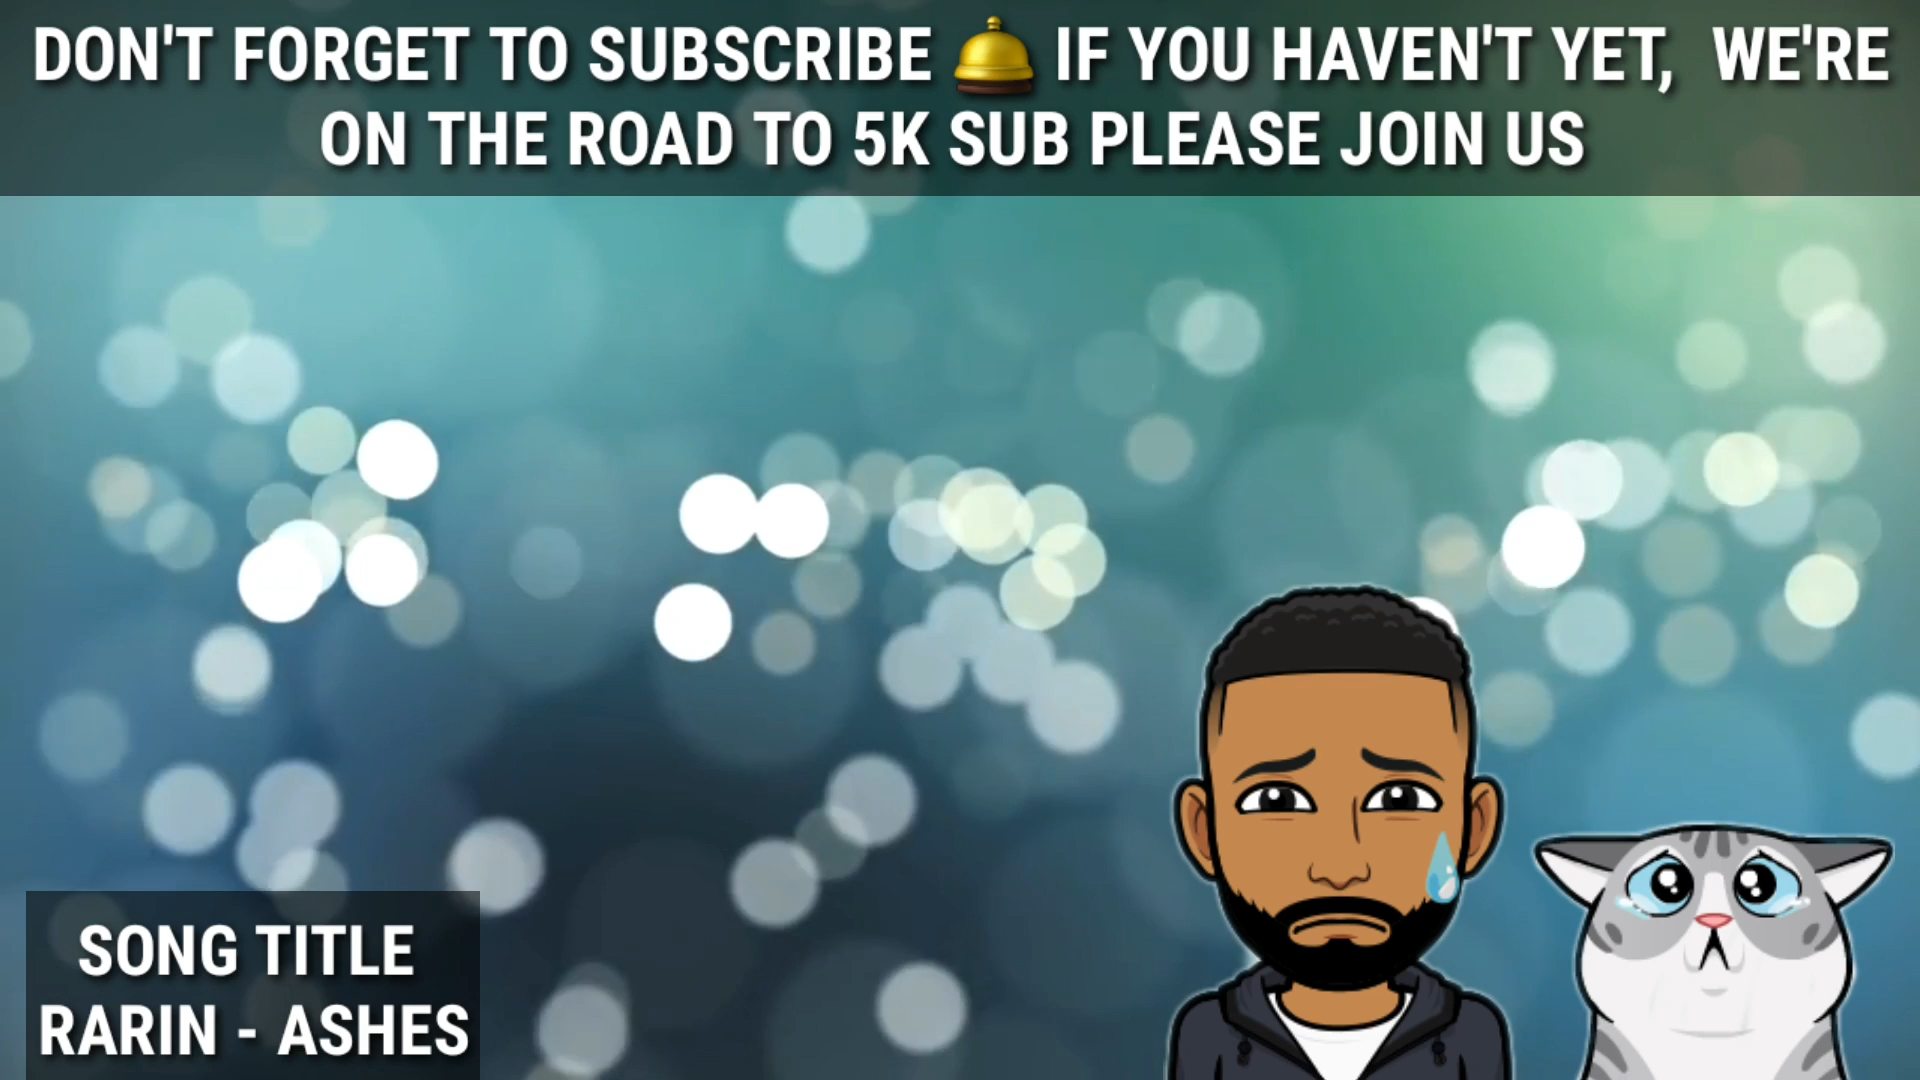 DON'T FORGET TO SUBSCRIBE 🛎 IF YOU HAVEN'T YET, WE'RE
ON THE ROAD TO 5K SUB PLEASE JOIN US
SONG TITLE
RARIN - ASHES